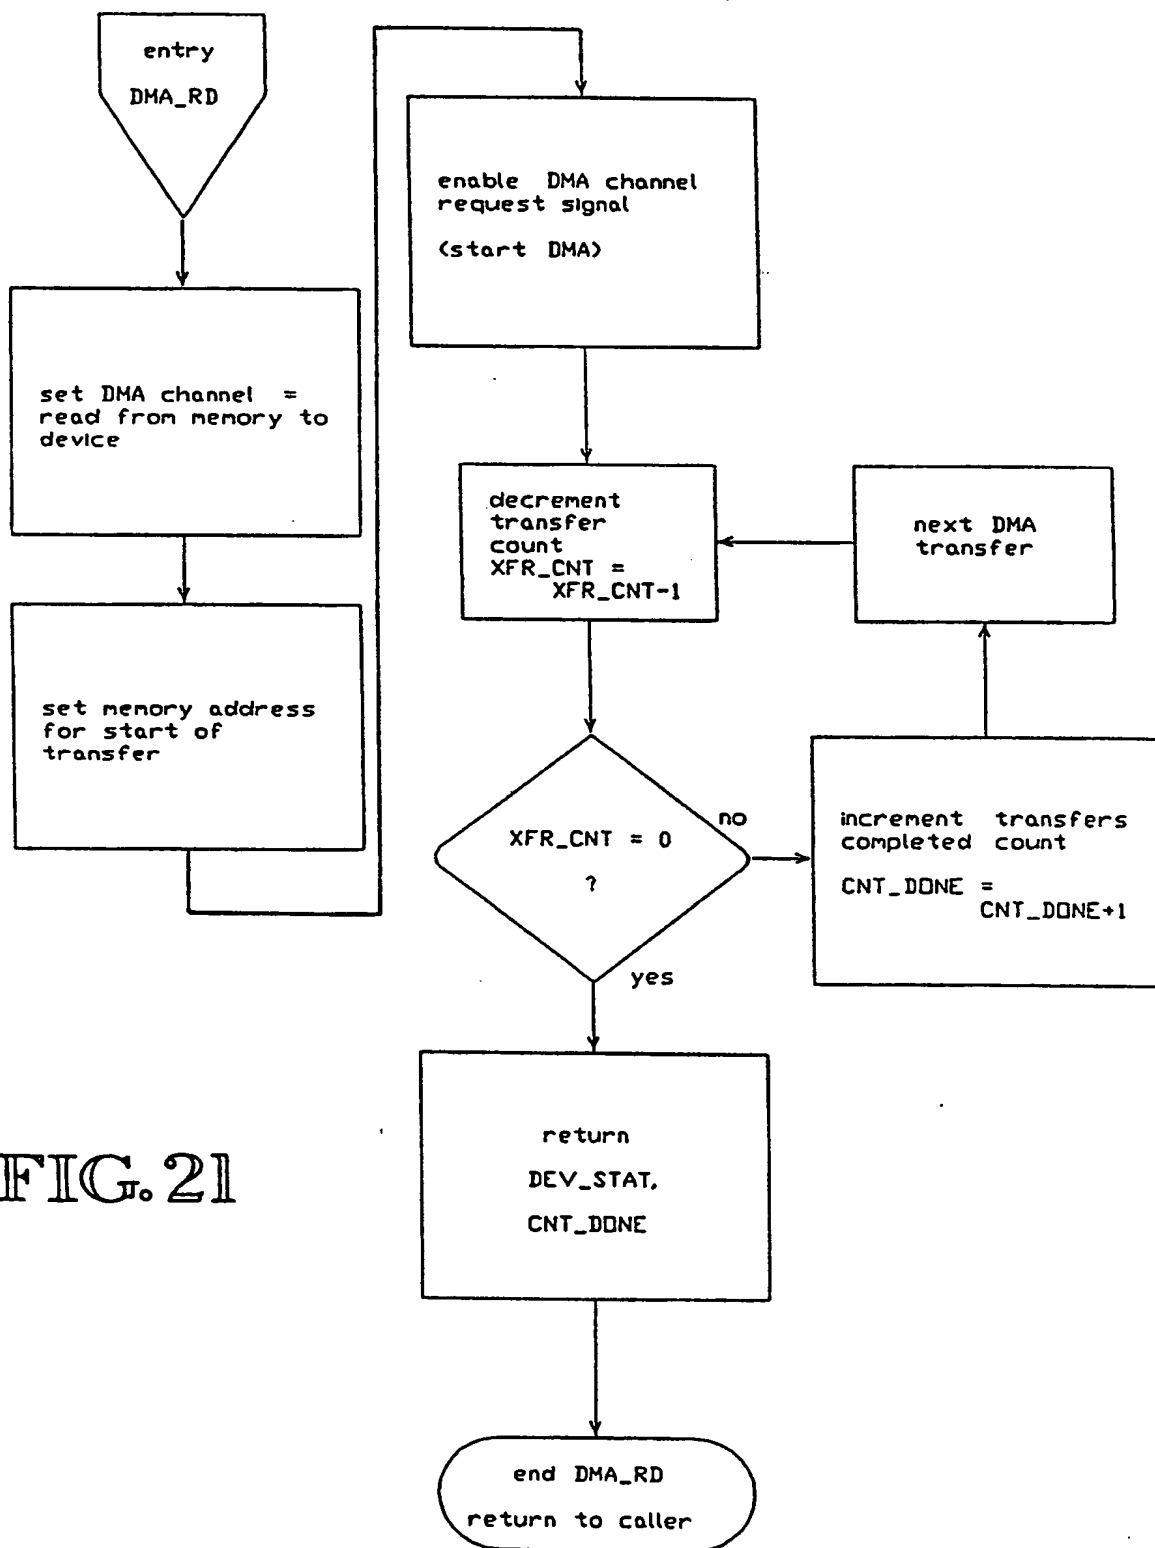 entry
DMA_RD
set DMA channel =
read from memory to
device
set memory address
for start of
transfer
enable DMA channel
request signal
(start DMA)
decrement
transfer
count
XFR_CNT =
XFR_CNT-1
next DMA
transfer
XFR_CNT = 0
?
no
yes
increment transfers
completed count
CNT_DONE =
CNT_DONE+1
return
DEV_STAT,
CNT_DONE
end DMA_RD
return to caller
FIG. 21